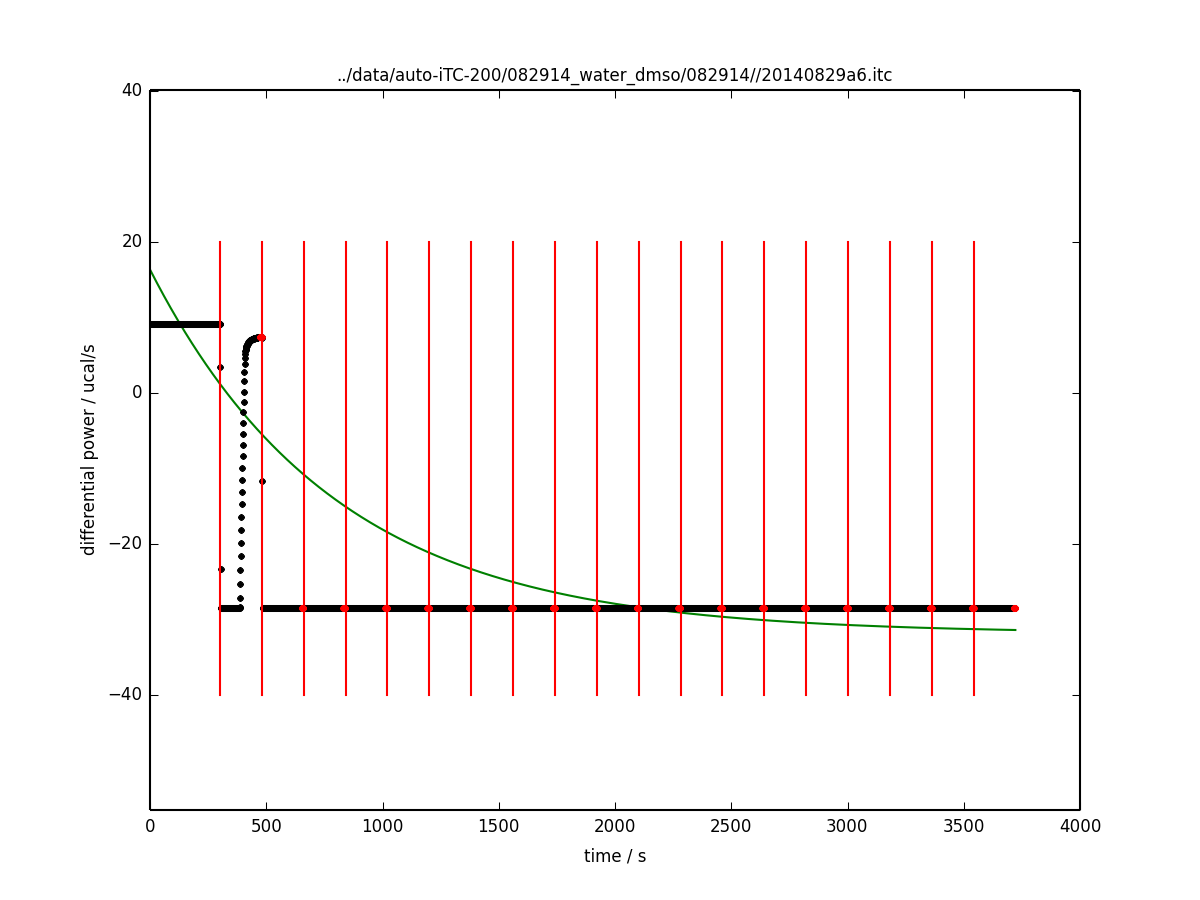 ../data/auto-iTC-200/082914_water_dmso/082914//20140829a6.itc
40
20
0
−20
−40
differential power / ucal/s
0 500 1000 1500 2000 2500 3000 3500 4000
time / s